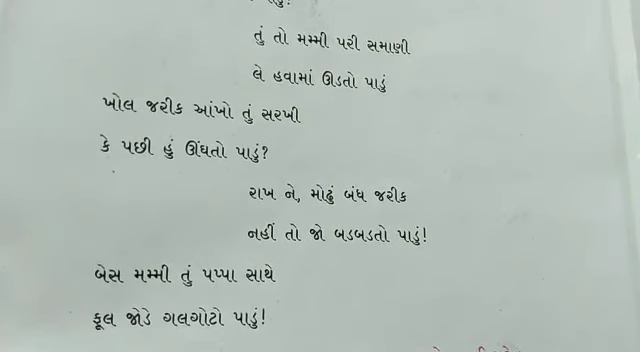 તું તો મમ્મી પરી સમાણી
લે હવામાં ઊડતો પાડું
ખોલ જરીક આંખો તું સરખી
કે પછી હું ઊંઘતો પાડું?
રાખ ને, મોઢું બંધ જરીક
નહીં તો જો બડબડતો પાડું!
બેસ મમ્મી તું પપ્પા સાથે
ફૂલ જોડે ગલગોટો પાડું!